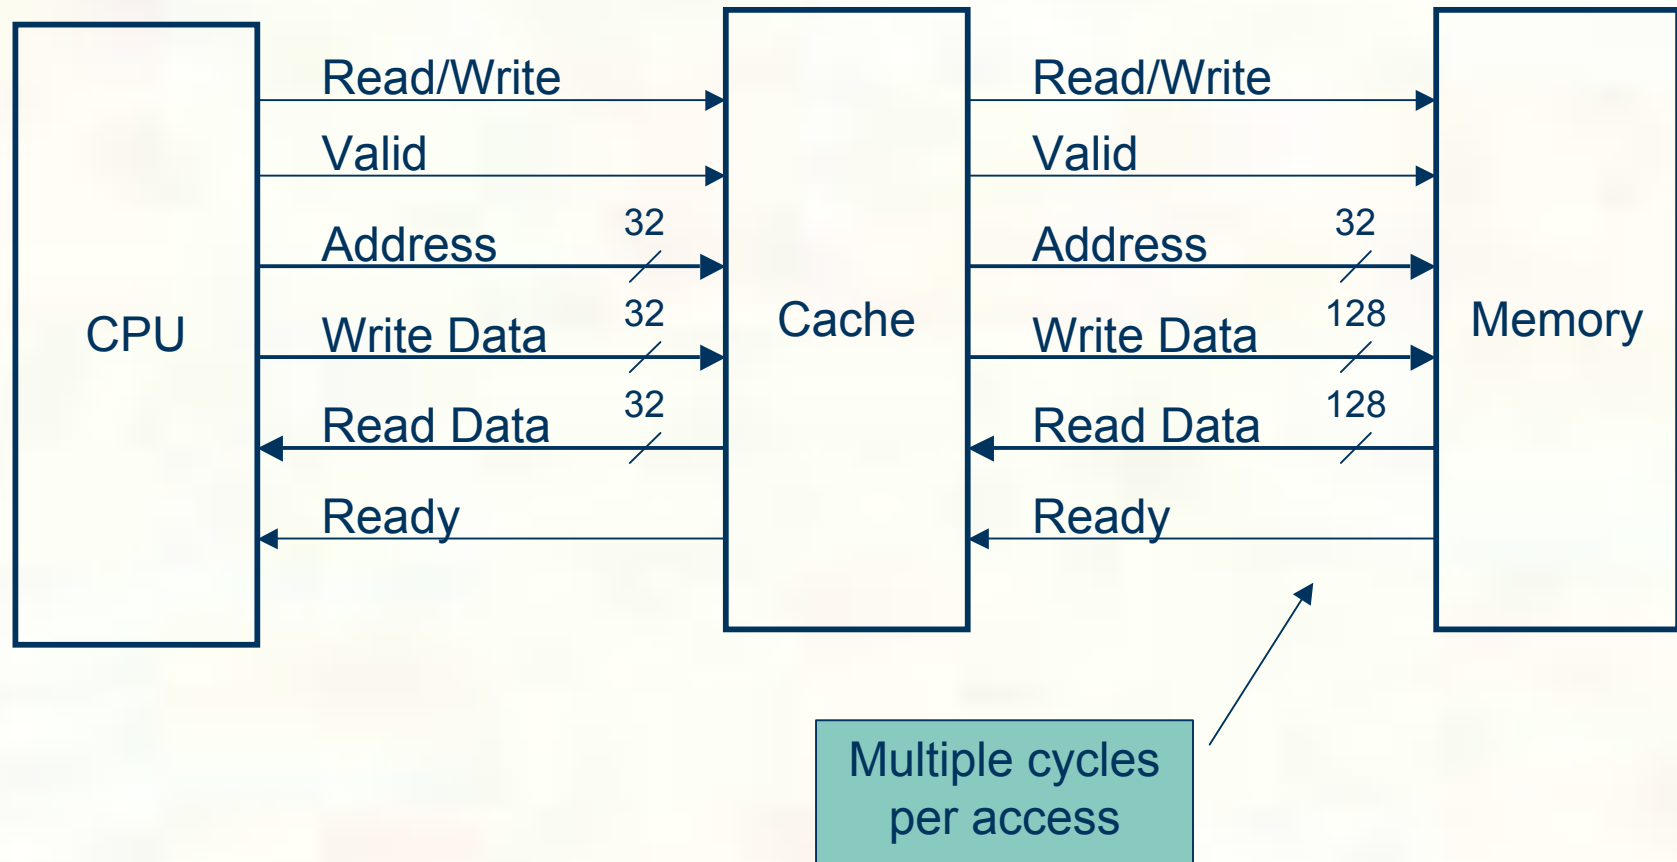 Read/Write
Read/Write
Valid
Valid
32
32
Address
Address
32
128
CPU
Write Data
Cache
Write Data
Memory
32
128
Read Data
Read Data
Ready
Ready
Multiple cycles
per access